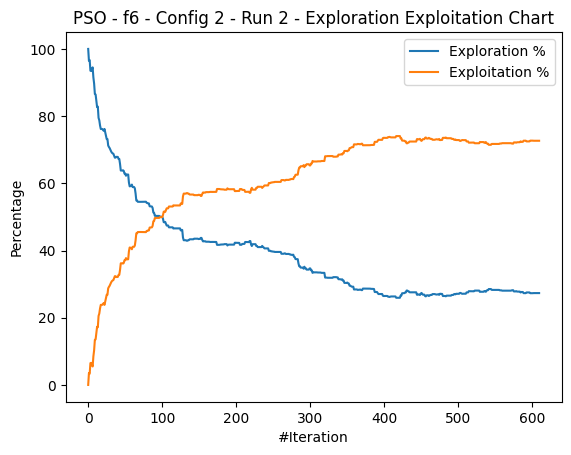 PSO - f6 - Config 2 - Run 2 - Exploration Exploitation Chart
Exploration %
Exploitation %
Percentage
100
80
60
40
20
0
0 100 200 300 400 500 600
#Iteration